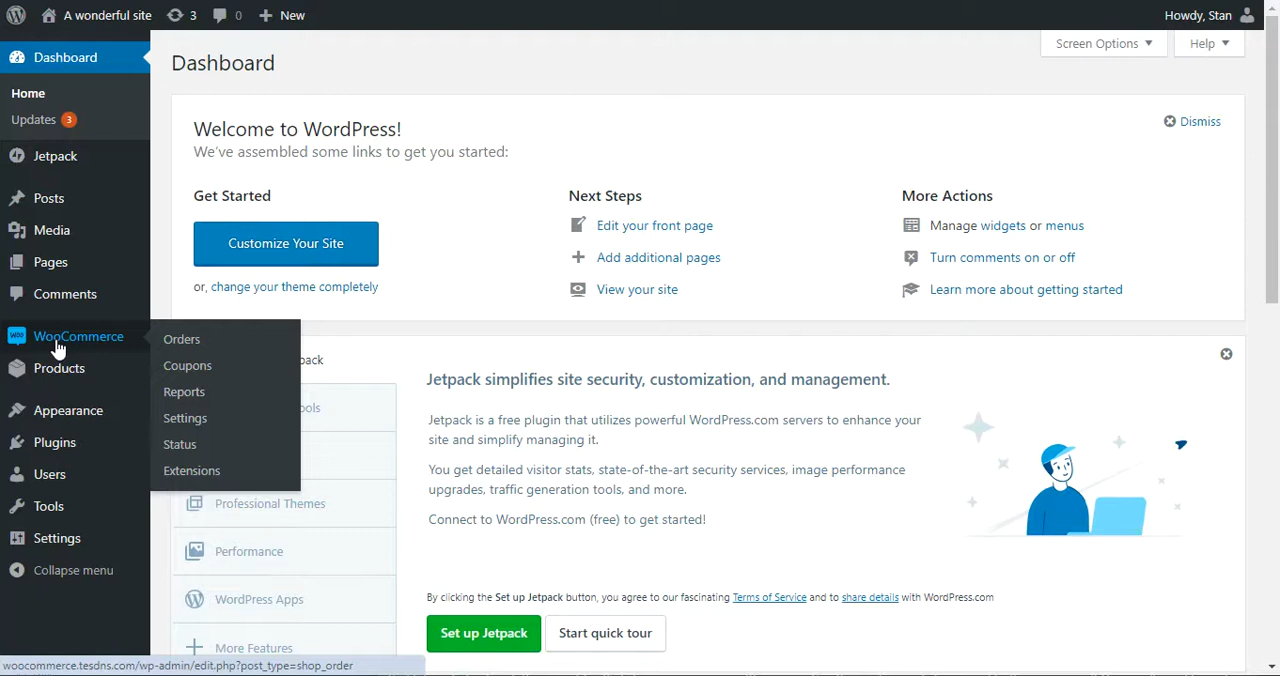 A wonderful site 3 0 New Howdy, Stan
Dashboard
Home
Updates 3
Jetpack
Posts
Media
Pages
Comments
WooCommerce
Products
Appearance
Plugins
Users
Tools
Settings
Collapse menu
Orders
Coupons
Reports
Settings
Status
Extensions
Screen Options Help
Dashboard
Welcome to WordPress!
We've assembled some links to get you started:
Dismiss
Get Started
Customize Your Site
or, change your theme completely
Next Steps
Edit your front page
Add additional pages
View your site
More Actions
Manage widgets or menus
Turn comments on or off
Learn more about getting started
Professional Themes
Performance
WordPress Apps
More Features
Jetpack simplifies site security, customization, and management.
Jetpack is a free plugin that utilizes powerful WordPress.com servers to enhance your
site and simplify managing it.
You get detailed visitor stats, state-of-the-art security services, image performance
upgrades, traffic generation tools, and more.
Connect to WordPress.com (free) to get started!
By clicking the Set up Jetpack button, you agree to our fascinating Terms of Service and to share details with WordPress.com
Set up Jetpack Start quick tour
woocommerce.tesdns.com/wp-admin/edit.php?post_type=shop_order